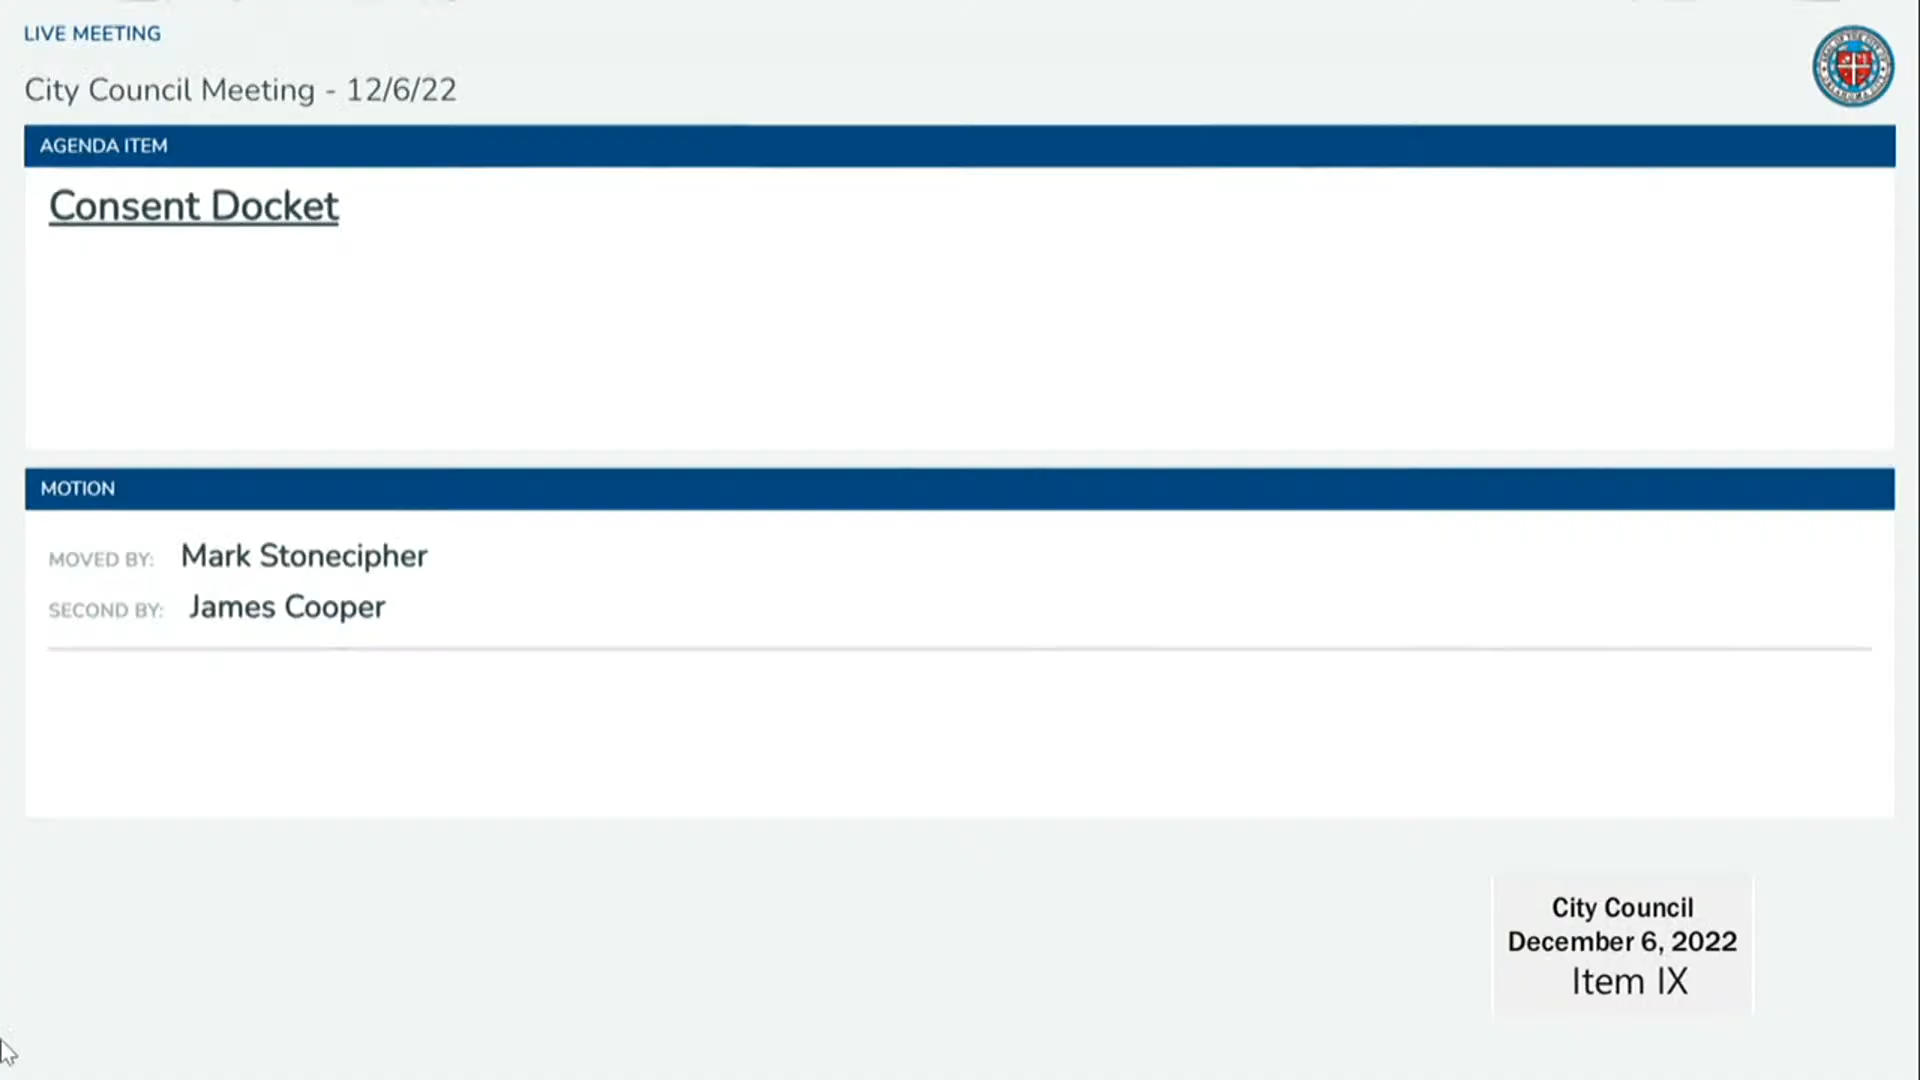 LIVE MEETING
City Council Meeting - 12/6/22
AGENDA ITEM
Consent Docket
MOTION
MOVED BY: Mark Stonecipher
SECOND BY: James Cooper
City Council
December 6, 2022
Item IX